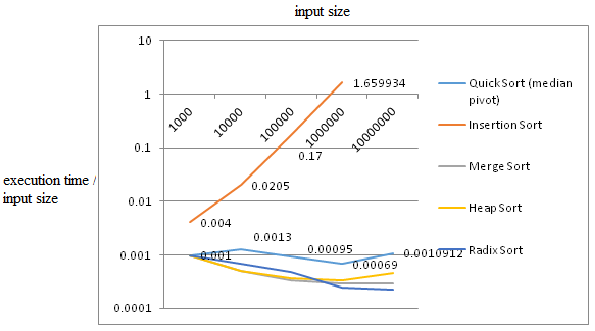 input size
10
1
0.1
0.01
0.001
0.0001
execution time /
input size
1000
10000
100000
1000000
10000000
1.659934
0.17
0.0205
0.004
0.0013
0.00095
0.001
0.00069
0.0010912
QuickSort (median
pivot)
Insertion Sort
Merge Sort
Heap Sort
Radix Sort